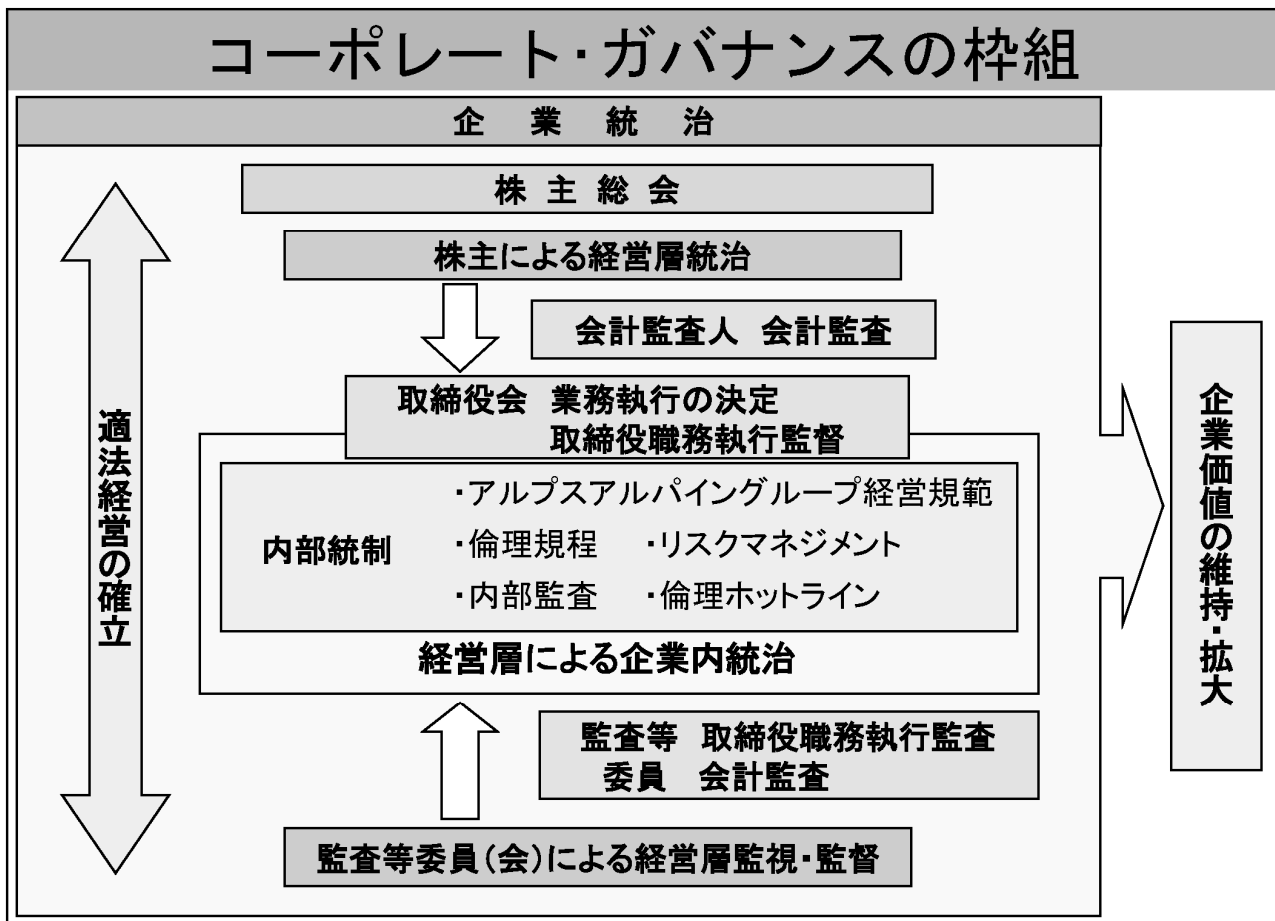 コーポレート・ガバナンスの枠組
企業統治
株主総会
株主による経営層統治
会計監査人 会計監査
取締役会 業務執行の決定
取締役職務執行監督
・アルプスアルパイングループ経営規範
内部統制 ・倫理規程 ・リスクマネジメント
・内部監査 ・倫理ホットライン
経営層による企業内統治
監査等 取締役職務執行監査
委員 会計監査
監査等委員(会)による経営層監視・監督
適法経営の確立
企業価値の維持・拡大